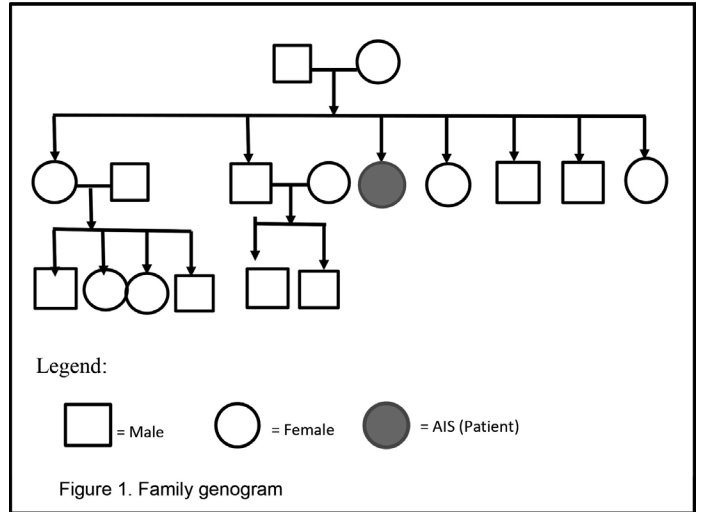 Legend:
= Male
= Female
= AIS (Patient)
Figure 1. Family genogram